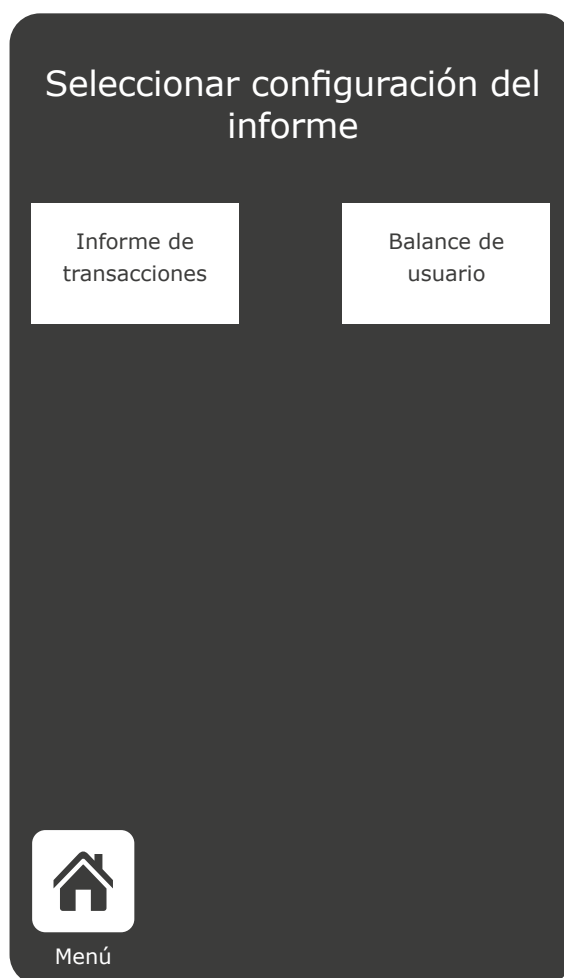 Seleccionar configuración del
informe
Informe de
transacciones
Balance de
usuario
Menú